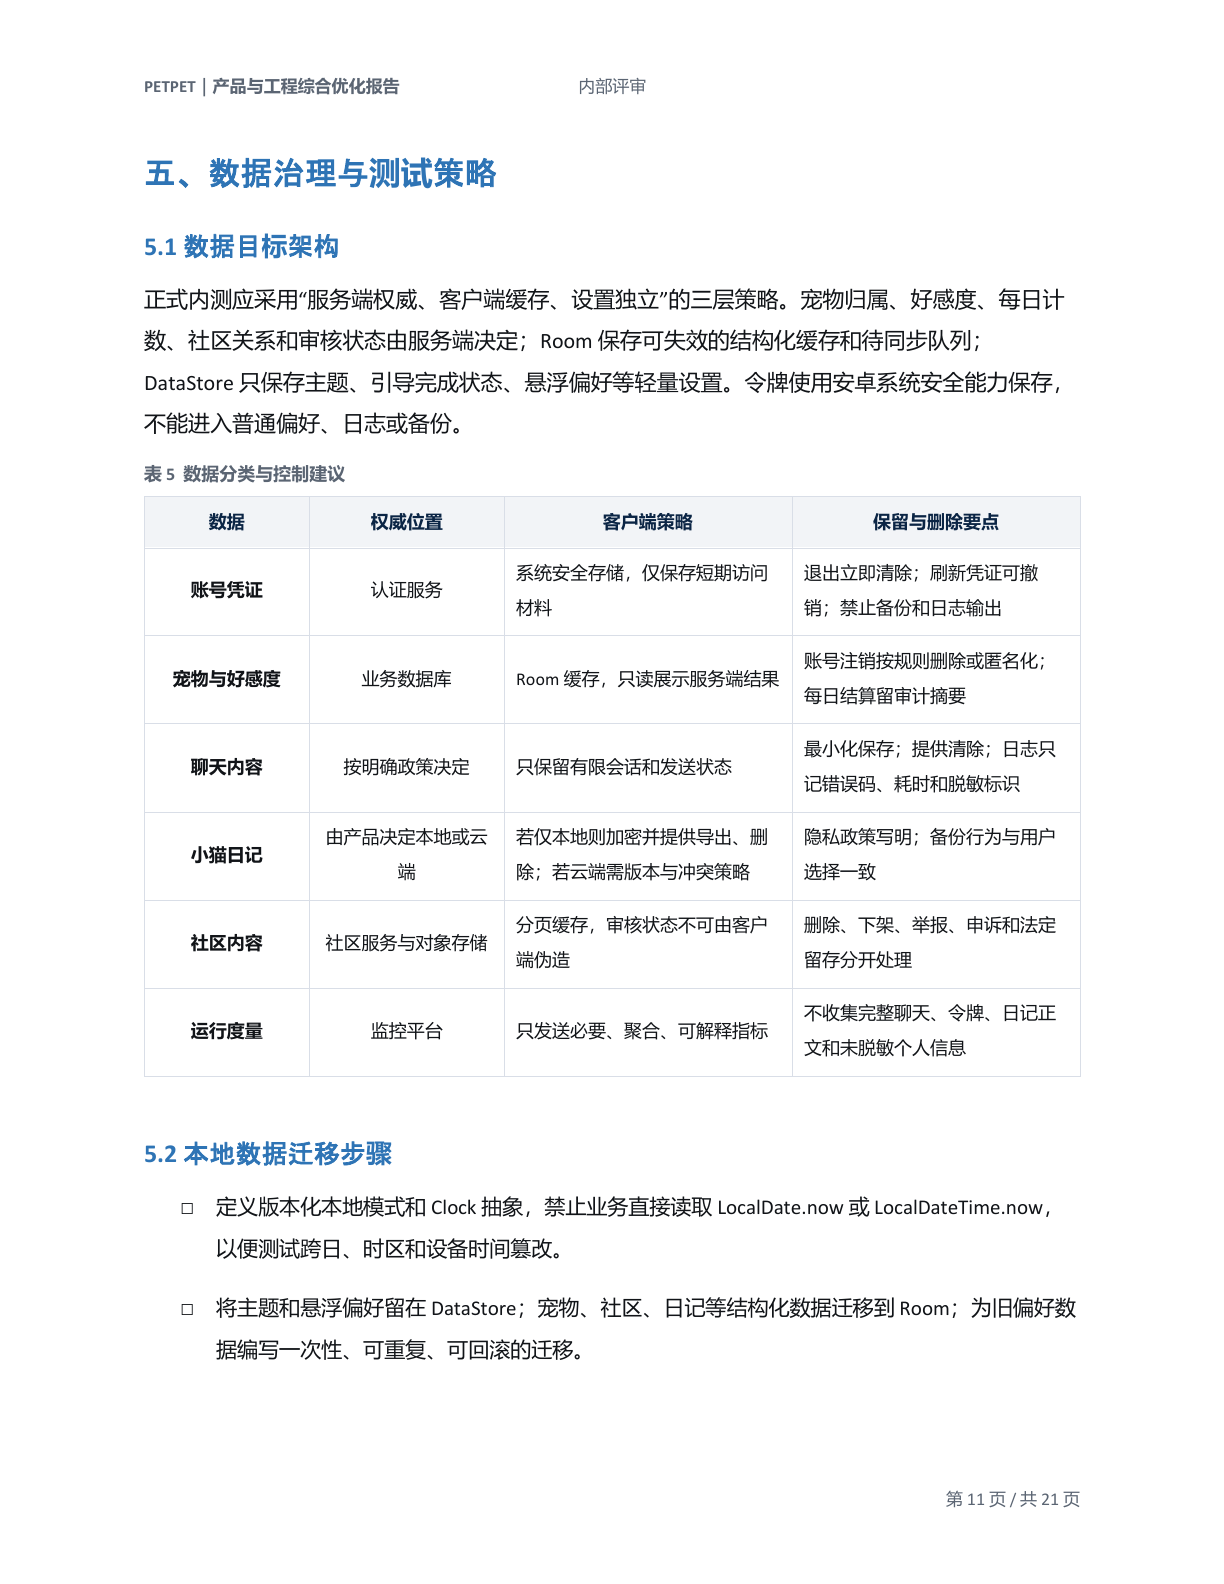 PETPET | 产品与工程综合优化报告 内部评审
五、数据治理与测试策略
5.1 数据目标架构
正式内测应采用“服务端权威、客户端缓存、设置独立”的三层策略。宠物归属、好感度、每日计
数、社区关系和审核状态由服务端决定；Room 保存可失效的结构化缓存和待同步队列；
DataStore 只保存主题、引导完成状态、悬浮偏好等轻量设置。令牌使用安卓系统安全能力保存，
不能进入普通偏好、日志或备份。
表 5 数据分类与控制建议
数据 权威位置 客户端策略 保留与删除要点
账号凭证 认证服务 系统安全存储，仅保存短期访问
材料 退出立即清除；刷新凭证可撤
销；禁止备份和日志输出
宠物与好感度 业务数据库 Room 缓存，只读展示服务端结果 账号注销按规则删除或匿名化；
每日结算留审计摘要
聊天内容 按明确政策决定 只保留有限会话和发送状态 最小化保存；提供清除；日志只
记错误码、耗时和脱敏标识
小猫日记 由产品决定本地或云
端 若仅本地则加密并提供导出、删
除；若云端需版本与冲突策略 隐私政策写明；备份行为与用户
选择一致
社区内容 社区服务与对象存储 分页缓存，审核状态不可由客户
端伪造 删除、下架、举报、申诉和法定
留存分开处理
运行度量 监控平台 只发送必要、聚合、可解释指标 不收集完整聊天、令牌、日记正
文和未脱敏个人信息
5.2 本地数据迁移步骤
□ 定义版本化本地模式和 Clock 抽象，禁止业务直接读取 LocalDate.now 或 LocalDateTime.now，
以便测试跨日、时区和设备时间篡改。
□ 将主题和悬浮偏好留在 DataStore；宠物、社区、日记等结构化数据迁移到 Room；为旧偏好数
据编写一次性、可重复、可回滚的迁移。
第 11 页 / 共 21 页